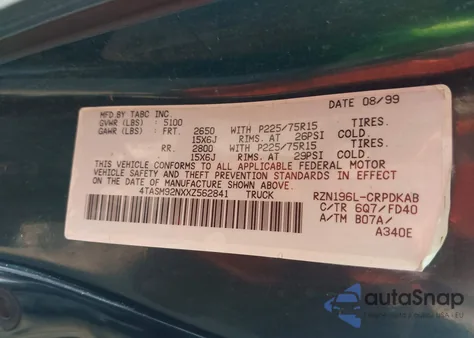 MFD.BY TABC INC. DATE 08/99
GVWR (LBS) 5100
GAWR (LBS) FRT. 2650 WITH P225/75R15 TIRES.
15X6J RIMS. AT 26PSI COLD.
RR. 2800 WITH P225/75R15 TIRES.
15X6J RIMS. AT 29PSI COLD.
THIS VEHICLE CONFORMS TO ALL APPLICABLE FEDERAL MOTOR
VEHICLE SAFETY AND THEFT PREVENTION STANDARDS IN EFFECT
ON THE DATE OF MANUFACTURE SHOWN ABOVE.
4TASM92NXXZ562841 TRUCK RZN196L-CRPDKAB
C/TR 6Q7/FD40
A/TM B07A/
A340E
autoSnap